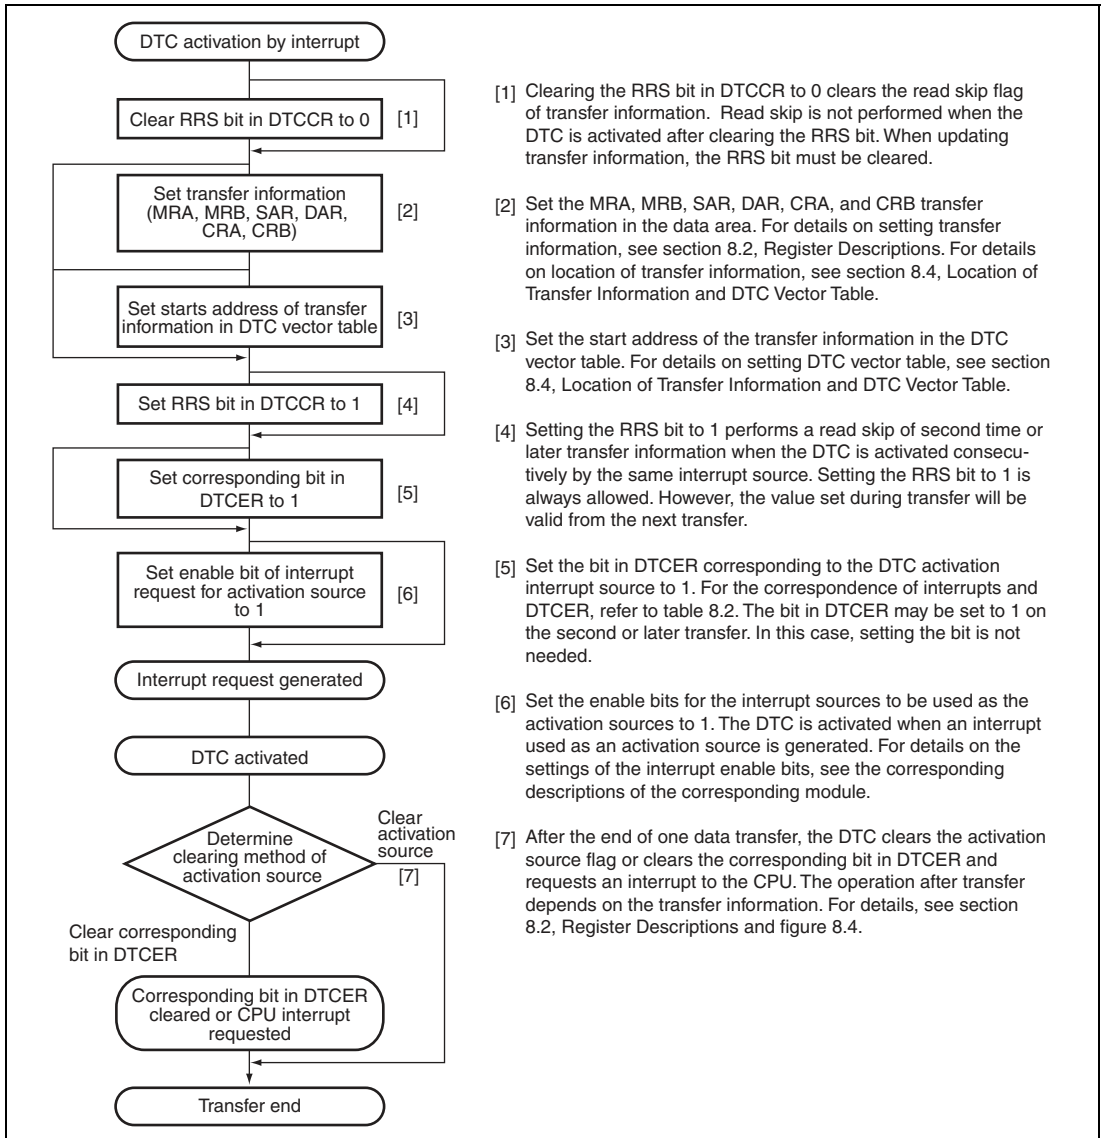 DTC activation by interrupt
Clear RRS bit in DTCCR to 0
[1]
Set transfer information
(MRA, MRB, SAR, DAR,
CRA, CRB)
[2]
Set starts address of transfer
information in DTC vector table
[3]
Set RRS bit in DTCCR to 1
[4]
Set corresponding bit in
DTCER to 1
[5]
Set enable bit of interrupt
request for activation source
to 1
[6]
Interrupt request generated
DTC activated
Determine
clearing method of
activation source
Clear
activation
source
[7]
Clear corresponding
bit in DTCER
Corresponding bit in DTCER
cleared or CPU interrupt
requested
Transfer end
[1] Clearing the RRS bit in DTCCR to 0 clears the read skip flag
of transfer information. Read skip is not performed when the
DTC is activated after clearing the RRS bit. When updating
transfer information, the RRS bit must be cleared.
[2] Set the MRA, MRB, SAR, DAR, CRA, and CRB transfer
information in the data area. For details on setting transfer
information, see section 8.2, Register Descriptions. For details
on location of transfer information, see section 8.4, Location of
Transfer Information and DTC Vector Table.
[3] Set the start address of the transfer information in the DTC
vector table. For details on setting DTC vector table, see section
8.4, Location of Transfer Information and DTC Vector Table.
[4] Setting the RRS bit to 1 performs a read skip of second time or
later transfer information when the DTC is activated consecu-
tively by the same interrupt source. Setting the RRS bit to 1 is
always allowed. However, the value set during transfer will be
valid from the next transfer.
[5] Set the bit in DTCER corresponding to the DTC activation
interrupt source to 1. For the correspondence of interrupts and
DTCER, refer to table 8.2. The bit in DTCER may be set to 1 on
the second or later transfer. In this case, setting the bit is not
needed.
[6] Set the enable bits for the interrupt sources to be used as the
activation sources to 1. The DTC is activated when an interrupt
used as an activation source is generated. For details on the
settings of the interrupt enable bits, see the corresponding
descriptions of the corresponding module.
[7] After the end of one data transfer, the DTC clears the activation
source flag or clears the corresponding bit in DTCER and
requests an interrupt to the CPU. The operation after transfer
depends on the transfer information. For details, see section
8.2, Register Descriptions and figure 8.4.